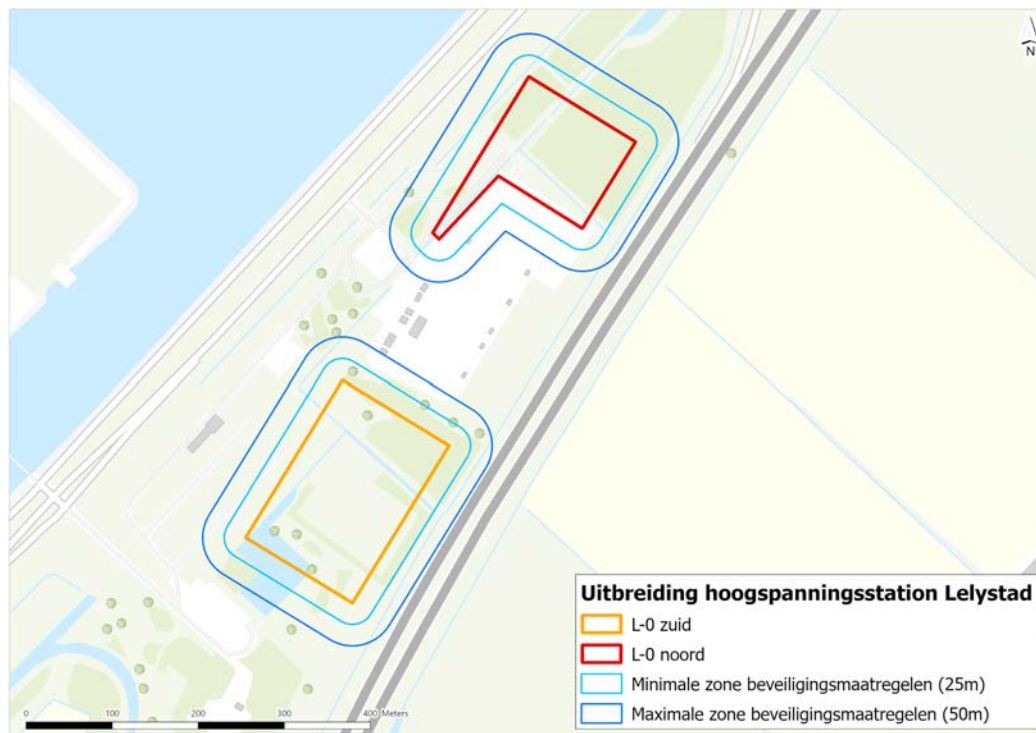 N
Uitbreiding hoogspanningsstation Lelystad
L-0 zuid
L-0 noord
Minimale zone beveiligingsmaatregelen (25m)
Maximale zone beveiligingsmaatregelen (50m)
0 100 200 300 400 Meters